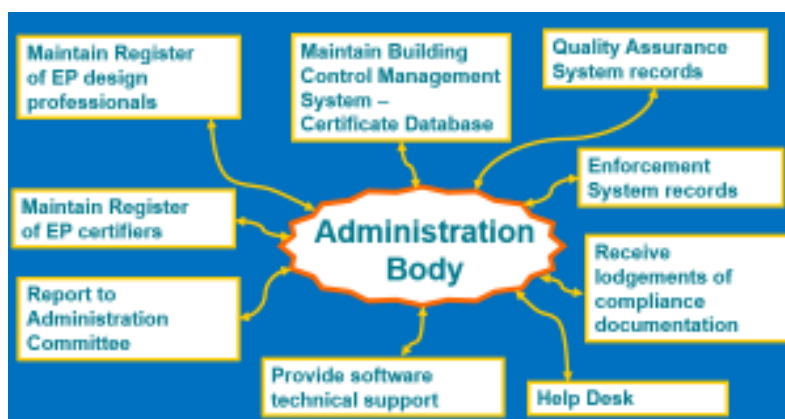 Maintain Register
of EP design
professionals
Maintain Building
Control Management
System –
Certificate Database
Quality Assurance
System records
Enforcement
System records
Maintain Register
of EP certifiers
Administration
Body
Receive
lodgements of
compliance
documentation
Report to
Administration
Committee
Provide software
technical support
Help Desk